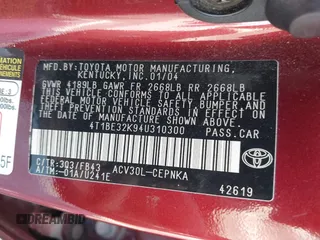 MFD. BY: TOYOTA MOTOR MANUFACTURING,
KENTUCKY, INC. 01/04
GVWR 4189LB GAWR FR 2668LB RR 2668LB
THIS VEHICLE CONFORMS TO ALL APPLICABLE
FEDERAL MOTOR VEHICLE SAFETY, BUMPER,
AND THEFT PREVENTION STANDARDS IN EFFECT
ON THE DATE OF MANUFACTURE SHOWN ABOVE.
4T1BE32K94U310300 PASS.CAR
C/TR:3Q3/FB43 ACV30L-CEPNKA
A/TM:-01A/U241E
TOYOTA
42619
5F